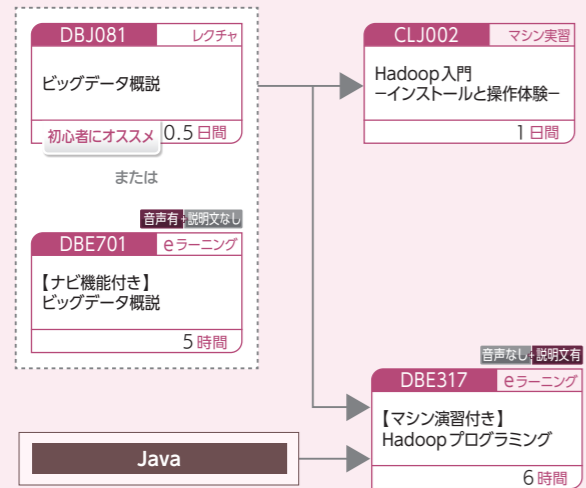 DBJ081 レクチャ
ビッグデータ概説
初心者にオススメ 0.5日間
または
音声有+説明文なし
DBE701 eラーニング
【ナビ機能付き】
ビッグデータ概説
5時間
CLJ002 マシン実習
Hadoop入門
−インストールと操作体験−
1日間
音声なし+説明文有
DBE317 eラーニング
【マシン演習付き】
Hadoopプログラミング
6時間
Java